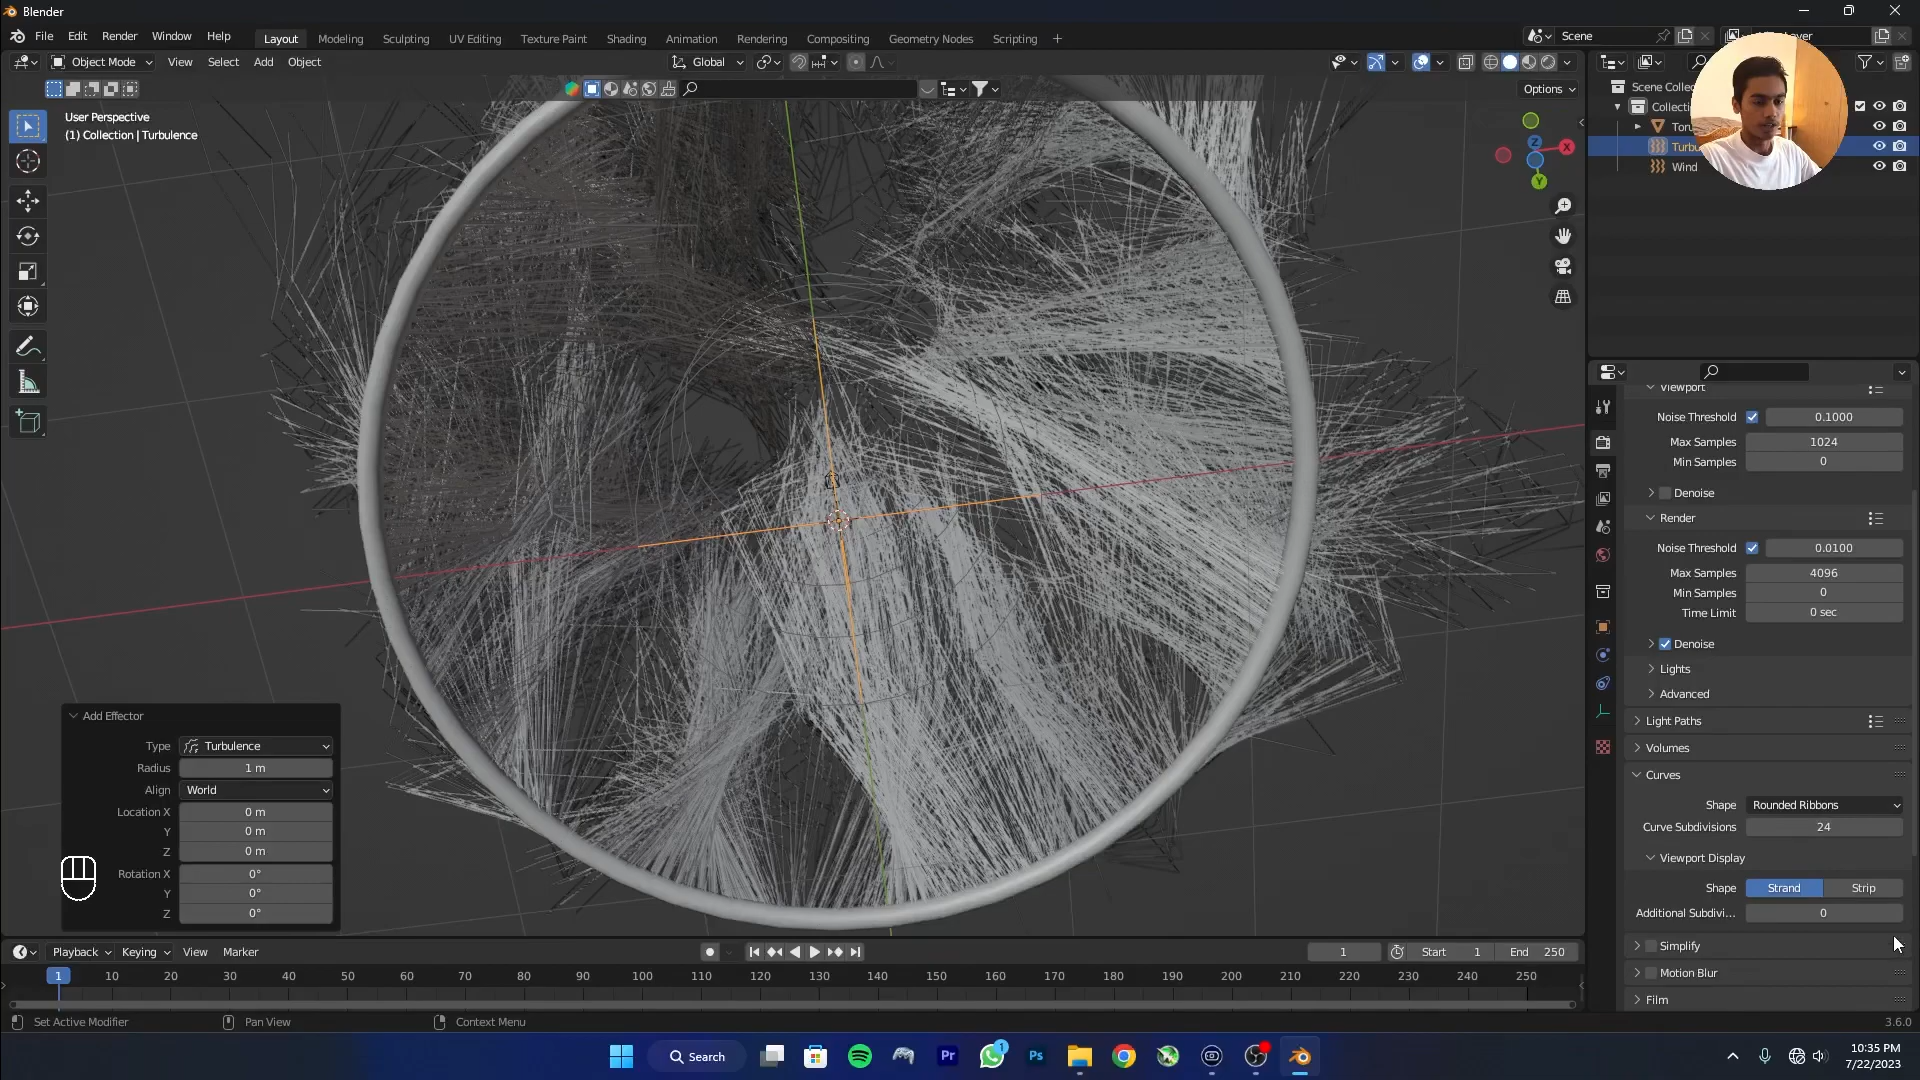 Blender
File Edit Render Window Help
Layout Modeling Sculpting UV Editing Texture Paint Shading Animation Rendering Compositing Geometry Nodes Scripting
Scene
Object Mode View Select Add Object
Global
Options
User Perspective
(1) Collection | Turbulence
X
Y
Z
Wind
Viewport
Noise Threshold 0.1000
Max Samples 1024
Min Samples 0
Denoise
Render
Noise Threshold 0.0100
Max Samples 4096
Min Samples 0
Time Limit 0 sec
Denoise
Lights
Advanced
Light Paths
Volumes
Curves
Shape Rounded Ribbons
Curve Subdivisions 24
Viewport Display
Shape Strand Strip
Additional Subdivi... 0
Simplify
Motion Blur
Film
Add Effector
Type Turbulence
Radius 1 m
Align World
Location X 0 m
Y 0 m
Z 0 m
Rotation X 0°
Y 0°
Z 0°
Playback Keying View Marker
1 Start 1 End 250
1 10 20 30 40 50 60 70 80 90 100 110 120 130 140 150 160 170 180 190 200 210 220 230 240 250
Set Active Modifier Pan View Context Menu 3.6.0
Search
Pr
1
Ps
10:35 PM
7/22/2023